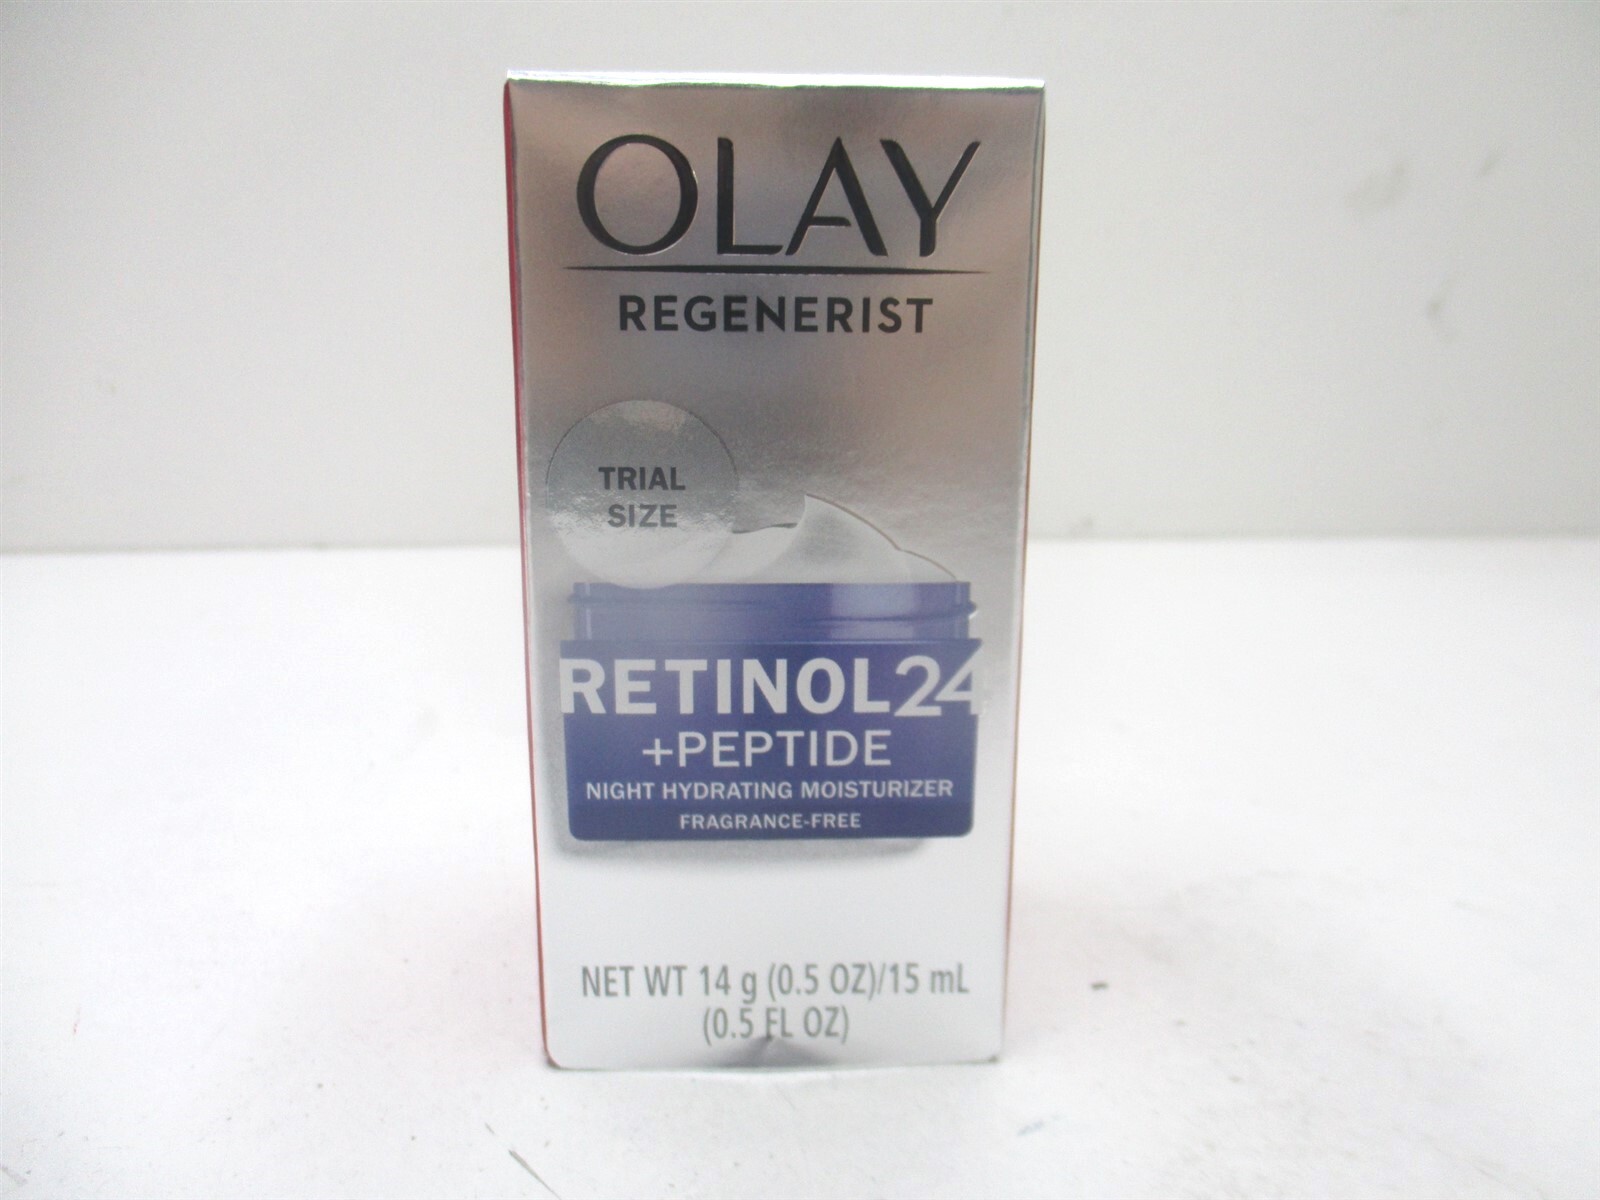 OLAY
REGENERIST
TRIAL
SIZE
RETINOL24
+PEPTIDE
NIGHT HYDRATING MOISTURIZER
FRAGRANCE-FREE
NET WT 14 g (0.5 OZ)/15 mL
(0.5 FL OZ)